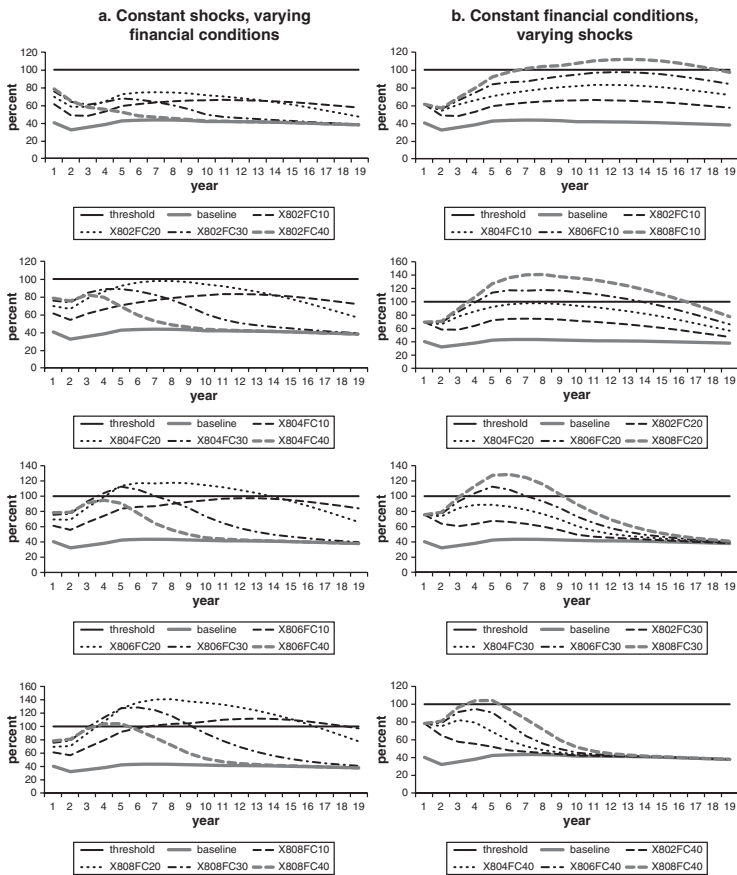 a. Constant shocks, varying
financial conditions
120
100
80
60
40
20
0
percent
1 2 3 4 5 6 7 8 9 10 11 12 13 14 15 16 17 18 19
year
threshold baseline X802FC10
X802FC20 X802FC30 X802FC40
120
100
80
60
40
20
0
percent
1 2 3 4 5 6 7 8 9 10 11 12 13 14 15 16 17 18 19
year
threshold baseline X804FC10
X804FC20 X804FC30 X804FC40
140
120
100
80
60
40
20
0
percent
1 2 3 4 5 6 7 8 9 10 11 12 13 14 15 16 17 18 19
year
threshold baseline X806FC10
X806FC20 X806FC30 X806FC40
160
140
120
100
80
60
40
20
0
percent
1 2 3 4 5 6 7 8 9 10 11 12 13 14 15 16 17 18 19
year
threshold baseline X808FC10
X808FC20 X808FC30 X808FC40
b. Constant financial conditions,
varying shocks
120
100
80
60
40
20
0
percent
1 2 3 4 5 6 7 8 9 10 11 12 13 14 15 16 17 18 19
year
threshold baseline X802FC10
X804FC10 X806FC10 X808FC10
160
140
120
100
80
60
40
20
0
percent
1 2 3 4 5 6 7 8 9 10 11 12 13 14 15 16 17 18 19
year
threshold baseline X802FC20
X804FC20 X806FC20 X808FC20
140
120
100
80
60
40
20
0
percent
1 2 3 4 5 6 7 8 9 10 11 12 13 14 15 16 17 18 19
year
threshold baseline X802FC30
X804FC30 X806FC30 X808FC30
120
100
80
60
40
20
0
percent
1 2 3 4 5 6 7 8 9 10 11 12 13 14 15 16 17 18 19
year
threshold baseline X802FC40
X804FC40 X806FC40 X808FC40